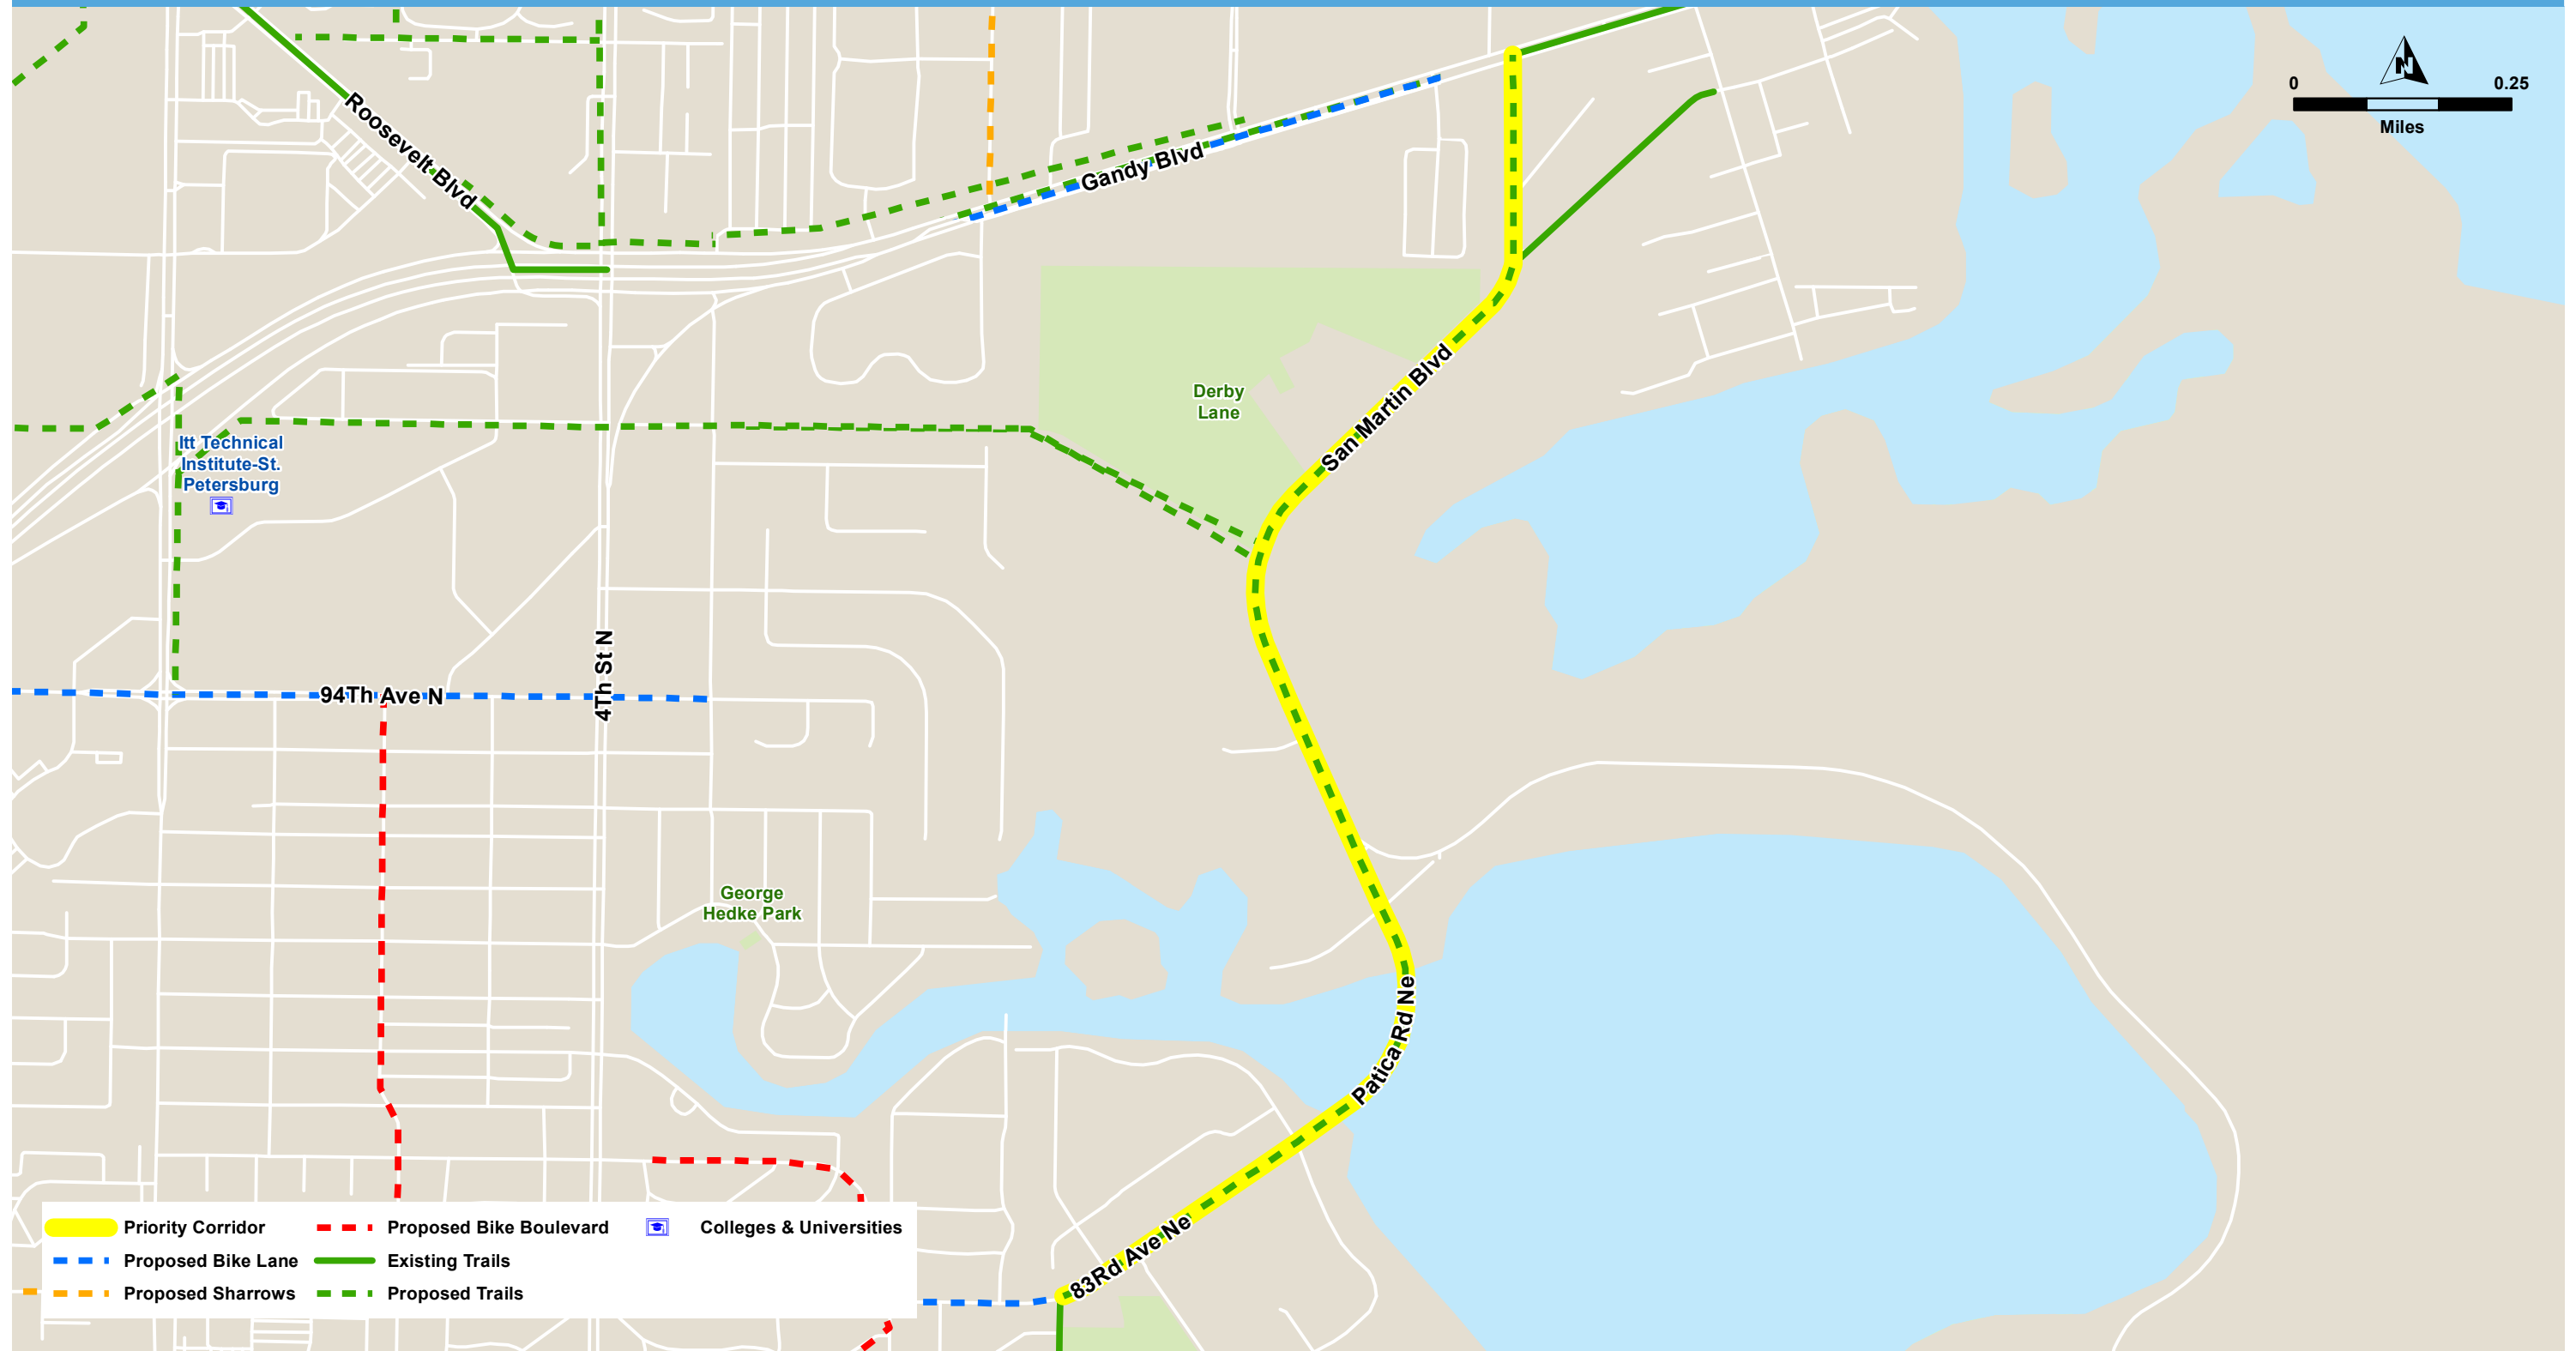 N
0 0.25
Miles
Roosevelt Blvd
Gandy Blvd
Derby
Lane
San Martin Blvd
Itt Technical
Institute-St.
Petersburg
4Th St N
94Th Ave N
George
Hedke Park
Patica Rd Ne
83Rd Ave Ne
Priority Corridor
Proposed Bike Boulevard
Colleges & Universities
Proposed Bike Lane
Existing Trails
Proposed Sharrows
Proposed Trails